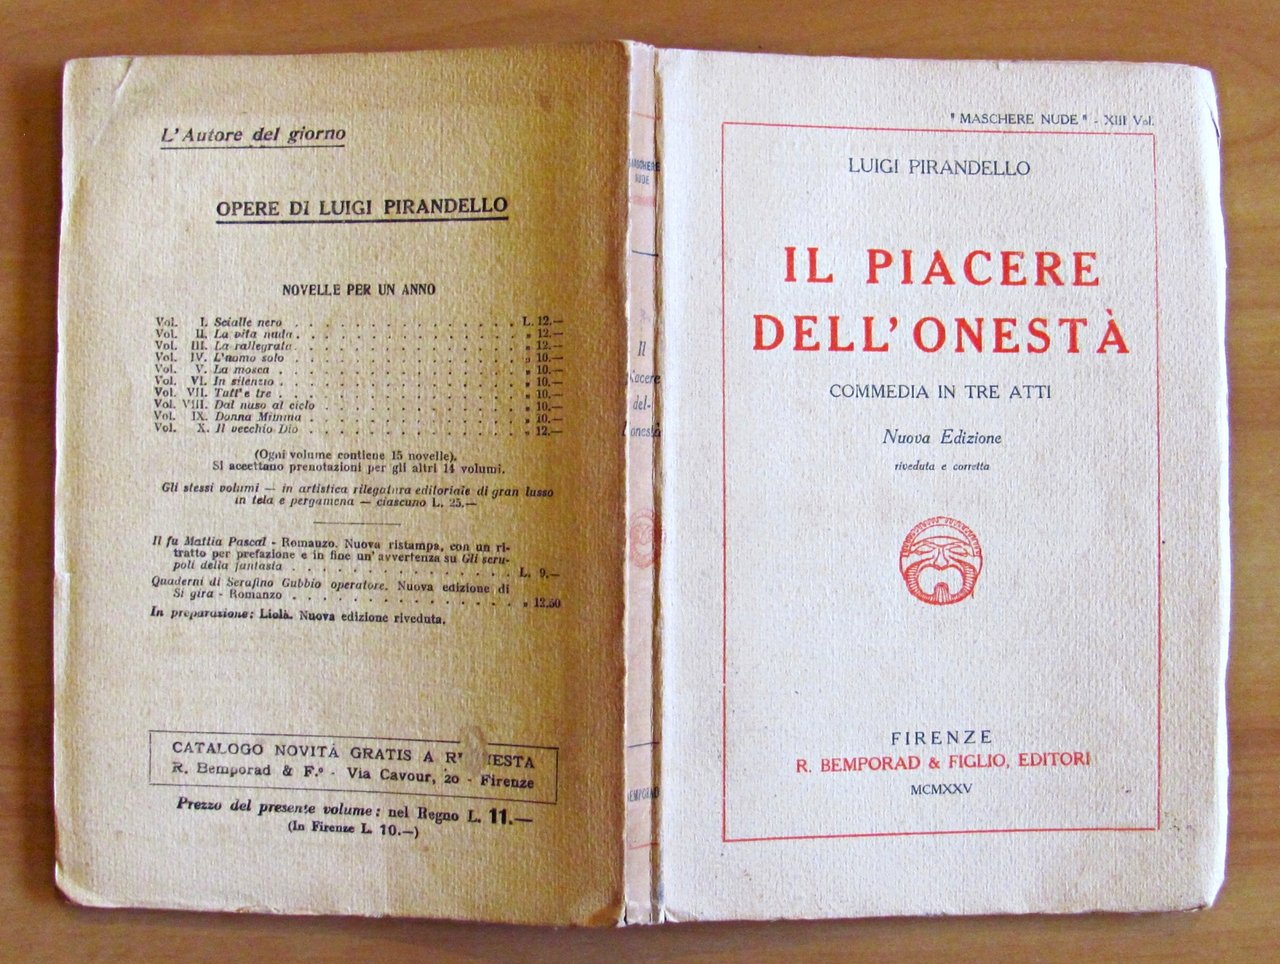 L'Autore del giorno
OPERE DI LUIGI PIRANDELLO
NOVELLE PER UN ANNO
Vol. I. Scialle nero . . . . . . . . . . . . L. 12.—
Vol. II. La vita nuda . . . . . . . . . . . . „ 12.—
Vol. III. La rallegrata . . . . . . . . . . . . „ 12.—
Vol. IV. L'uomo solo . . . . . . . . . . . . „ 10.—
Vol. V. La mosca . . . . . . . . . . . . „ 10.—
Vol. VI. In silenzio . . . . . . . . . . . . „ 10.—
Vol. VII. Tutt'e tre . . . . . . . . . . . . „ 10.—
Vol. VIII. Dal naso al cielo . . . . . . . . . . „ 10.—
Vol. IX. Donna Mimma . . . . . . . . . . . „ 10.—
Vol. X. Il vecchio Dio . . . . . . . . . . . „ 12.—
(Ogni volume contiene 15 novelle).
Si accettano prenotazioni per gli altri 14 volumi.
Gli stessi volumi — in artistica rilegatura editoriale di gran lusso
in tela e pergamena — ciascuno L. 25.—
Il fu Mattia Pascal - Romanzo. Nuova ristampa, con un ri-
tratto per prefazione e in fine un'avvertenza su Gli scru-
poli della fantasia . . . . . . . . . . . . L. 9.—
Quaderni di Serafino Gubbio operatore. Nuova edizione di
Si gira - Romanzo . . . . . . . . . . . . „ 12.50
In preparazione: Liolà. Nuova edizione riveduta.
CATALOGO NOVITÀ GRATIS A R IESTA
R. Bemporad & F.º - Via Cavour, 20 - Firenze
Prezzo del presente volume: nel Regno L. 11.—
(In Firenze L. 10.—)
MASCHERE
NUDE
Il
Piacere
del-
l'onestà
BEMPORAD
"MASCHERE NUDE" - XIII Vol.
LUIGI PIRANDELLO
IL PIACERE
DELL'ONESTÀ
COMMEDIA IN TRE ATTI
Nuova Edizione
riveduta e corretta
FIRENZE
R. BEMPORAD & FIGLIO, EDITORI
MCMXXV